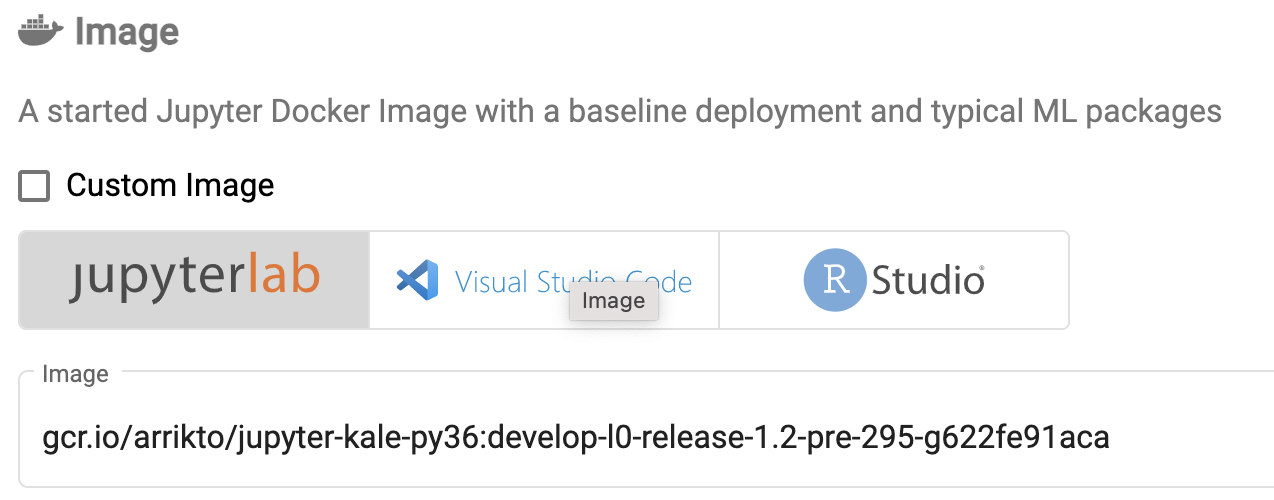 Image
A started Jupyter Docker Image with a baseline deployment and typical ML packages
Custom Image
jupyterlab
Visual Studio Code
R Studio®
Image
Image
gcr.io/arrikto/jupyter-kale-py36:develop-l0-release-1.2-pre-295-g622fe91aca